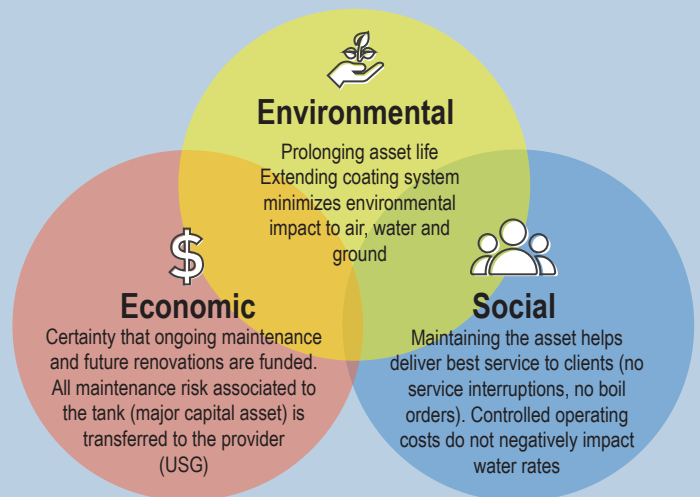 Environmental
Prolonging asset life
Extending coating system
minimizes environmental
impact to air, water and
ground
$
Economic
Certainty that ongoing maintenance
and future renovations are funded.
All maintenance risk associated to
the tank (major capital asset) is
transferred to the provider
(USG)
Social
Maintaining the asset helps
deliver best service to clients (no
service interruptions, no boil
orders). Controlled operating
costs do not negatively impact
water rates